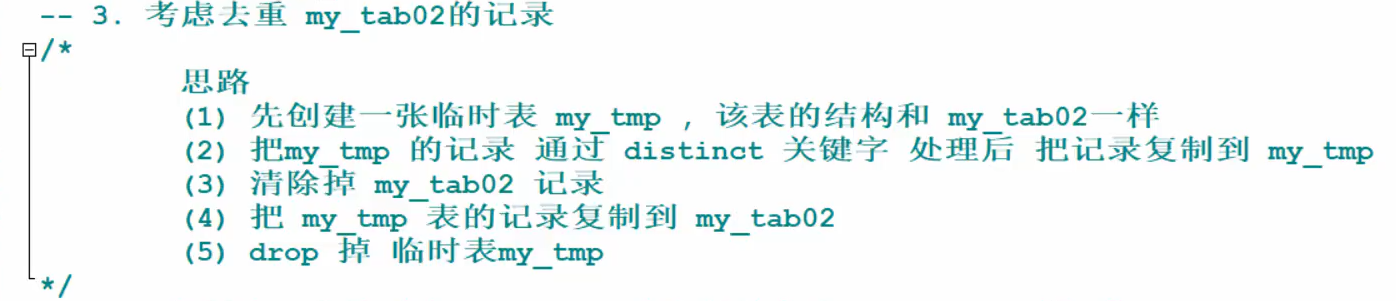 -- 3. 考虑去重 my_tab02的记录
/*
思路
(1) 先创建一张临时表 my_tmp , 该表的结构和 my_tab02一样
(2) 把my_tmp 的记录 通过 distinct 关键字 处理后 把记录复制到 my_tmp
(3) 清除掉 my_tab02 记录
(4) 把 my_tmp 表的记录复制到 my_tab02
(5) drop 掉 临时表my_tmp
*/